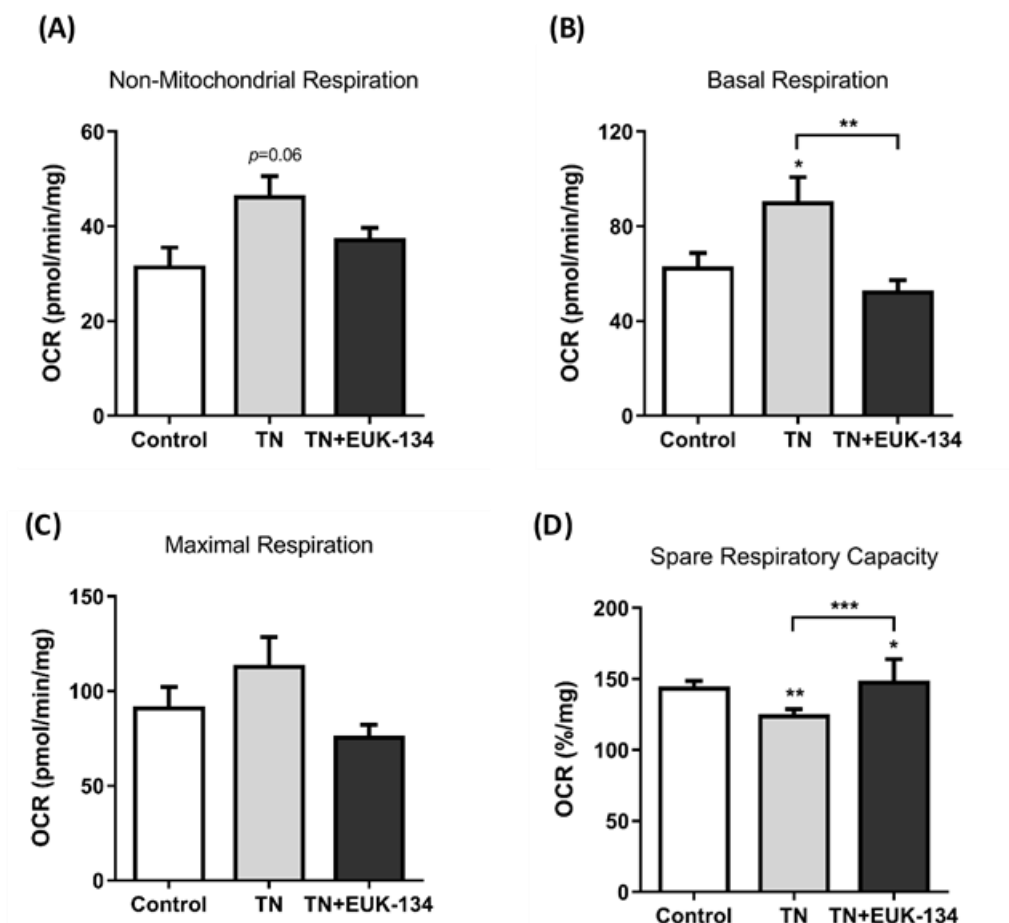 (A)
Non-Mitochondrial Respiration
OCR (pmol/min/mg)
60
40
20
0
p=0.06
Control TN TN+EUK-134
(B)
Basal Respiration
OCR (pmol/min/mg)
120
80
40
0
**
*
Control TN TN+EUK-134
(C)
Maximal Respiration
OCR (pmol/min/mg)
150
100
50
0
Control TN TN+EUK-134
(D)
Spare Respiratory Capacity
OCR (%/mg)
200
150
100
50
0
***
*
**
Control TN TN+EUK-134